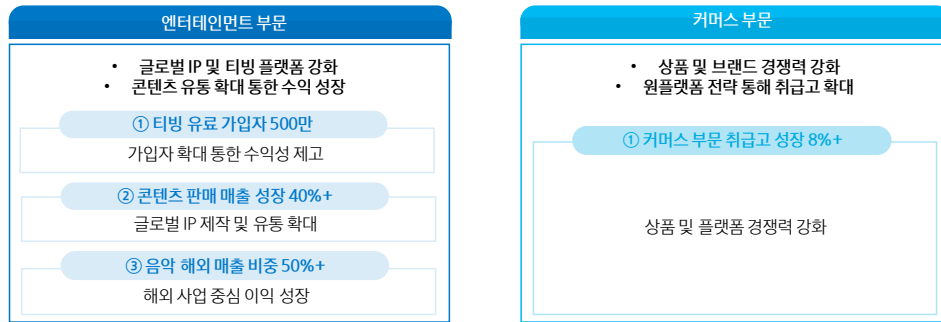 엔터테인먼트 부문
• 글로벌 IP 및 티빙 플랫폼 강화
• 콘텐츠 유통 확대 통한 수익 성장
① 티빙 유료 가입자 500만
가입자 확대 통한 수익성 제고
② 콘텐츠 판매 매출 성장 40%+
글로벌 IP 제작 및 유통 확대
③ 음악 해외 매출 비중 50%+
해외 사업 중심 이익 성장
커머스 부문
• 상품 및 브랜드 경쟁력 강화
• 원플랫폼 전략 통해 취급고 확대
① 커머스 부문 취급고 성장 8%+
상품 및 플랫폼 경쟁력 강화